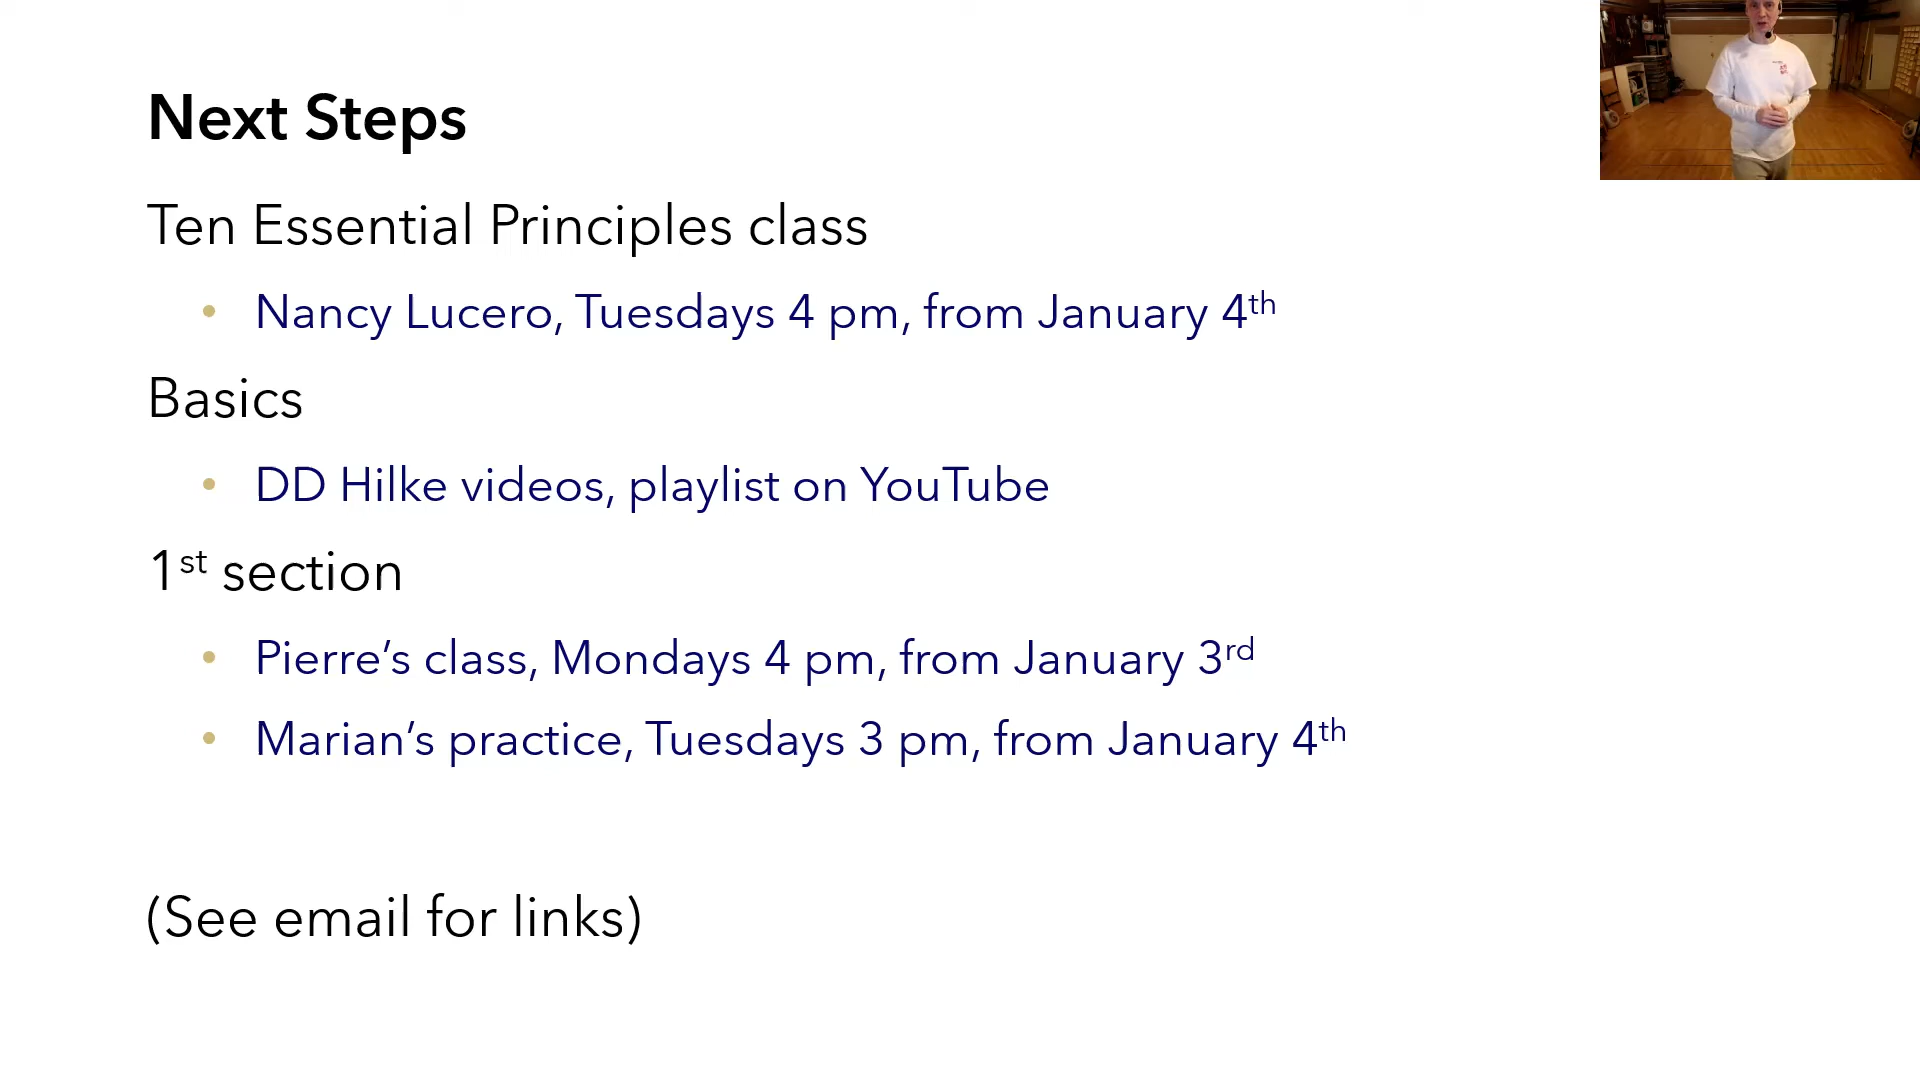 Next Steps
Ten Essential Principles class
• Nancy Lucero, Tuesdays 4 pm, from January 4th
Basics
• DD Hilke videos, playlist on YouTube
1st section
• Pierre’s class, Mondays 4 pm, from January 3rd
• Marian’s practice, Tuesdays 3 pm, from January 4th
(See email for links)